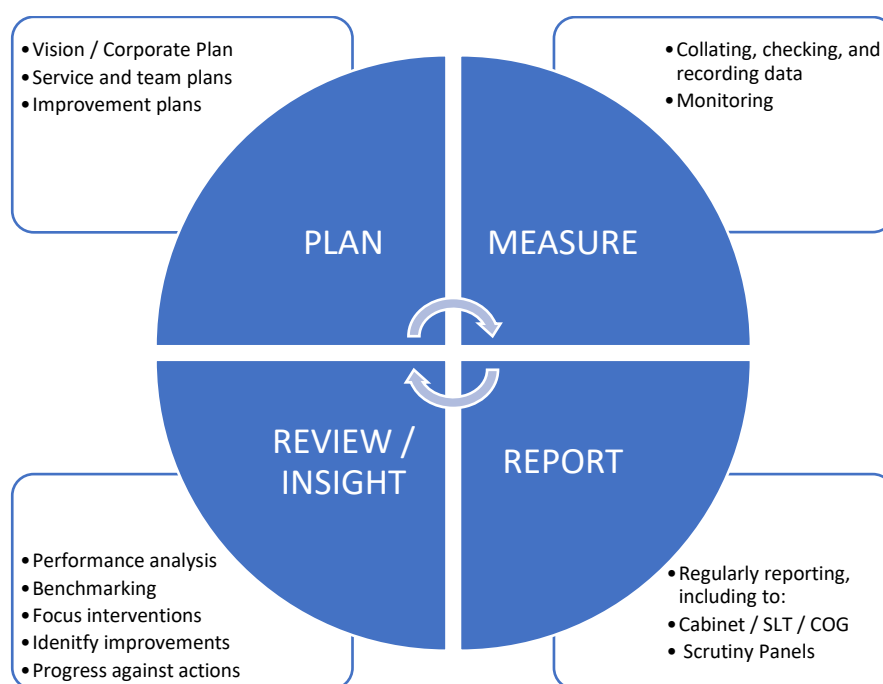 •Vision / Corporate Plan
•Service and team plans
•Improvement plans
•Collating, checking, and
recording data
•Monitoring
PLAN
MEASURE
REVIEW /
INSIGHT
REPORT
•Performance analysis
•Benchmarking
•Focus interventions
•Idenitfy improvements
•Progress against actions
•Regularly reporting,
including to:
•Cabinet / SLT / COG
• Scrutiny Panels